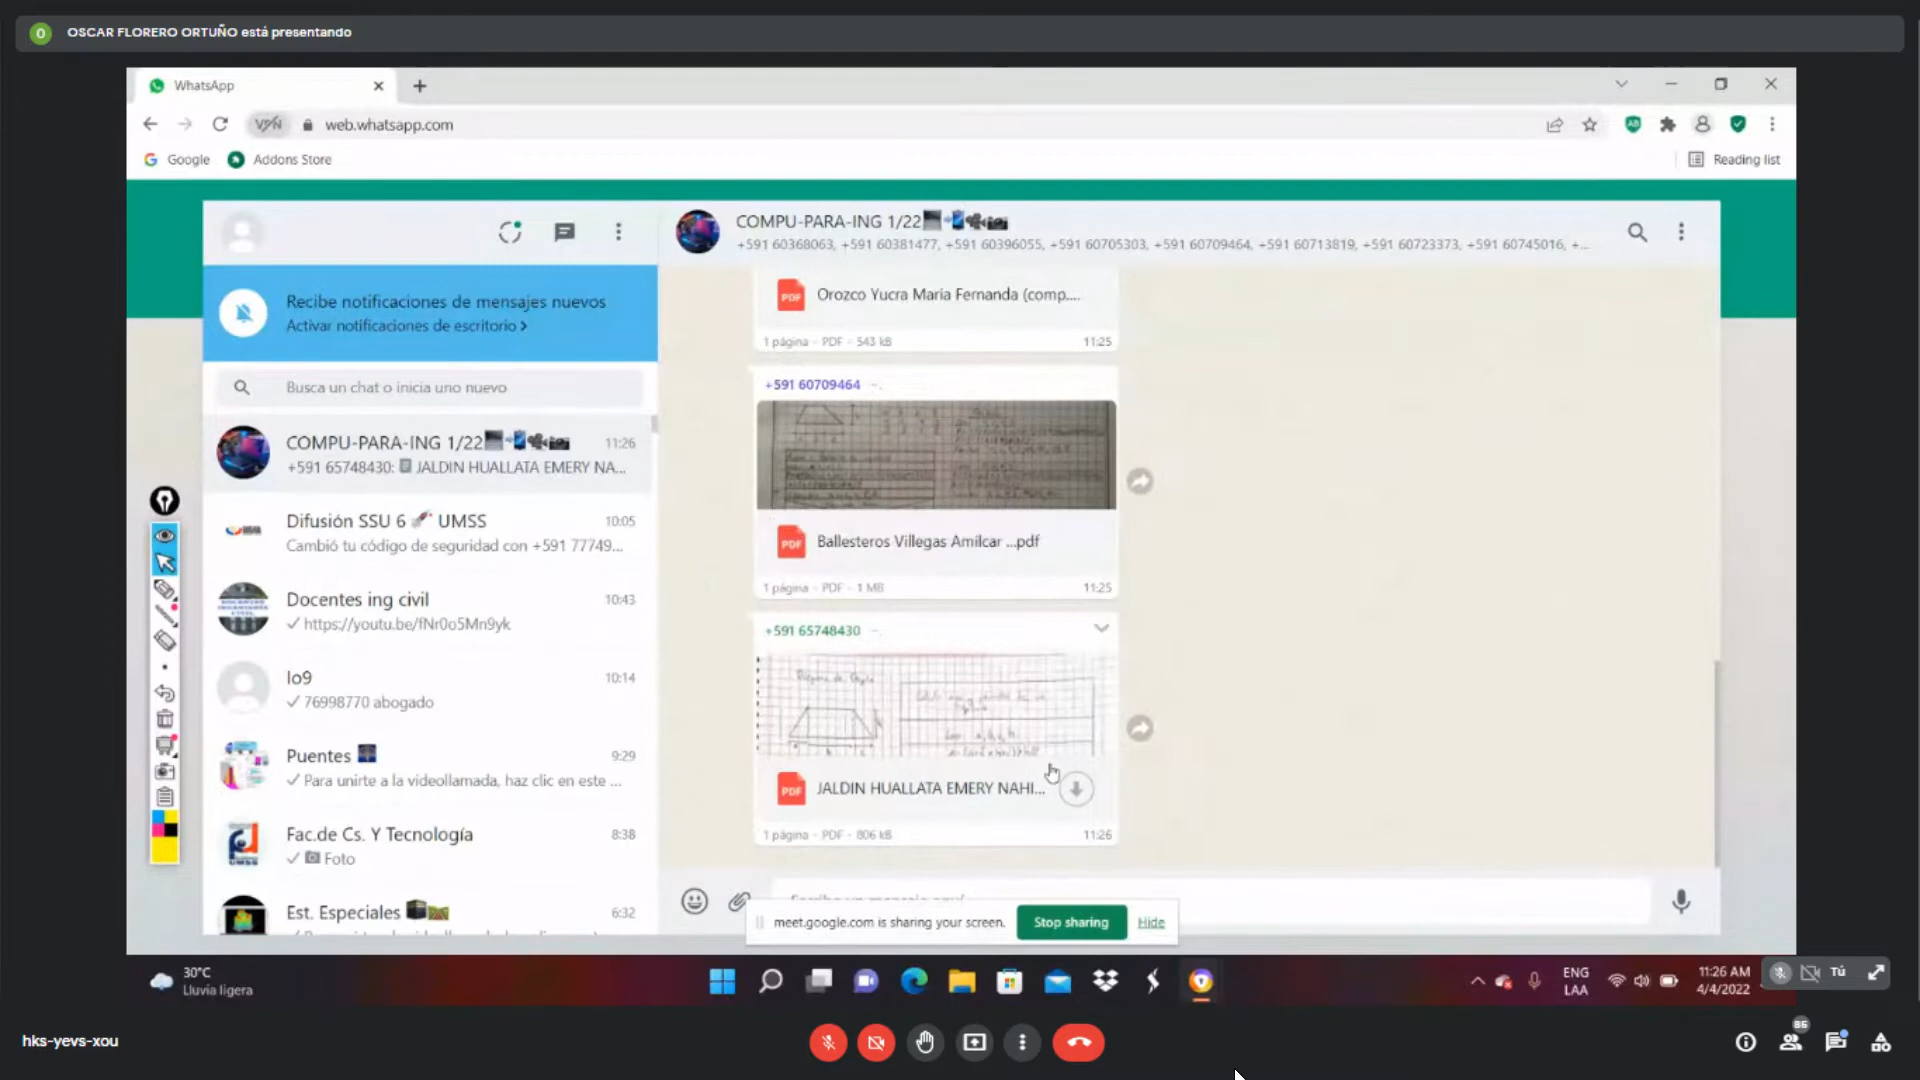 O OSCAR FLORERO ORTUÑO está presentando
WhatsApp
VPN web.whatsapp.com
Google Addons Store Reading list
COMPU-PARA-ING 1/22
+591 60368063, +591 60381477, +591 60396055, +591 60705303, +591 60709464, +591 60713819, +591 60723373, +591 60745016, +...
Recibe notificaciones de mensajes nuevos
Activar notificaciones de escritorio >
Busca un chat o inicia uno nuevo
COMPU-PARA-ING 1/22 11:26
+591 65748430: JALDIN HUALLATA EMERY NA...
Difusión SSU 6 UMSS 10:05
Cambió tu código de seguridad con +591 77749...
Docentes ing civil 10:43
https://youtu.be/fNr0o5Mn9yk
lo9 10:14
76998770 abogado
Puentes 9:29
Para unirte a la videollamada, haz clic en este ...
Fac.de Cs. Y Tecnología 8:38
Foto
Est. Especiales 6:32
PDF Orozco Yucra Maria Fernanda (comp....
1 página - PDF - 543 kB 11:25
+591 60709464 ~.
PDF Ballesteros Villegas Amilcar ...pdf
1 página - PDF - 1 MB 11:25
+591 65748430 ~.
PDF JALDIN HUALLATA EMERY NAHI...
1 página - PDF - 806 kB 11:26
meet.google.com is sharing your screen. Stop sharing Hide
30°C
Lluvia ligera
ENG
LAA
11:26 AM
4/4/2022
Tú
hks-yevs-xou
86